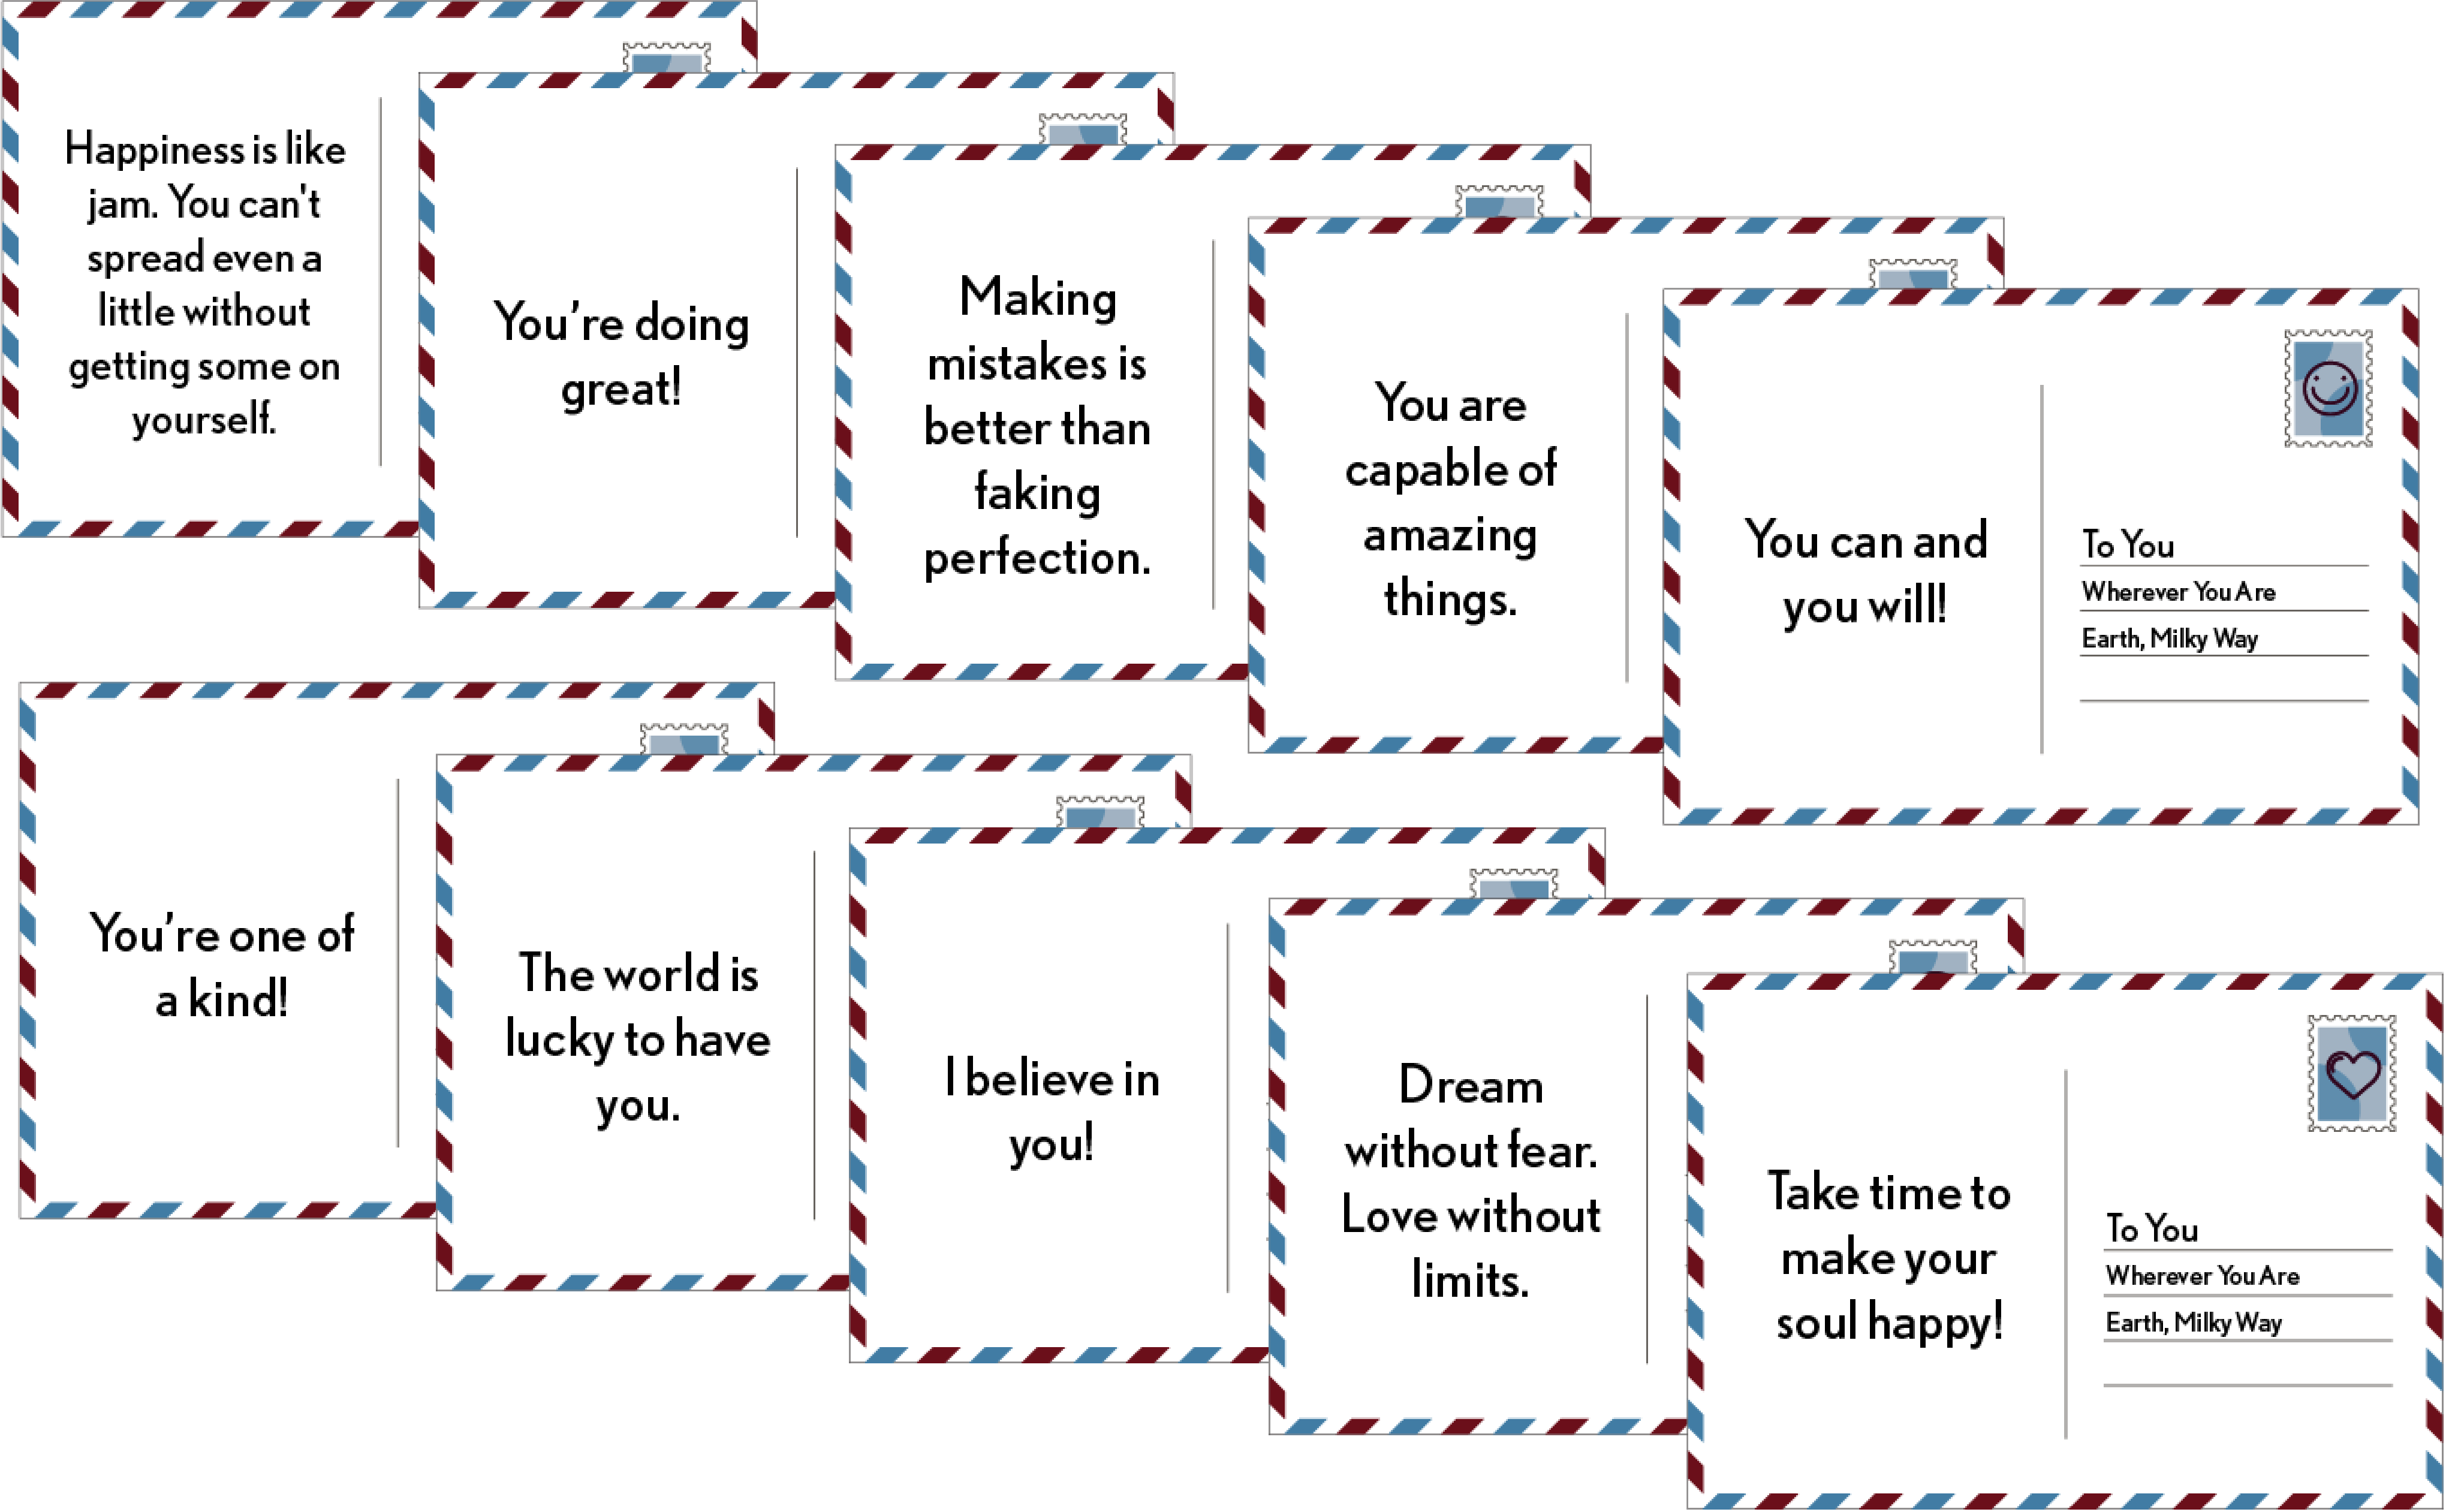 Happiness is like
jam. You can't
spread even a
little without
getting some on
yourself.
You’re doing
great!
Making
mistakes is
better than
faking
perfection.
You are
capable of
amazing
things.
You can and
you will!
To You
Wherever You Are
Earth, Milky Way
You’re one of
a kind!
The world is
lucky to have
you.
I believe in
you!
Dream
without fear.
Love without
limits.
Take time to
make your
soul happy!
To You
Wherever You Are
Earth, Milky Way